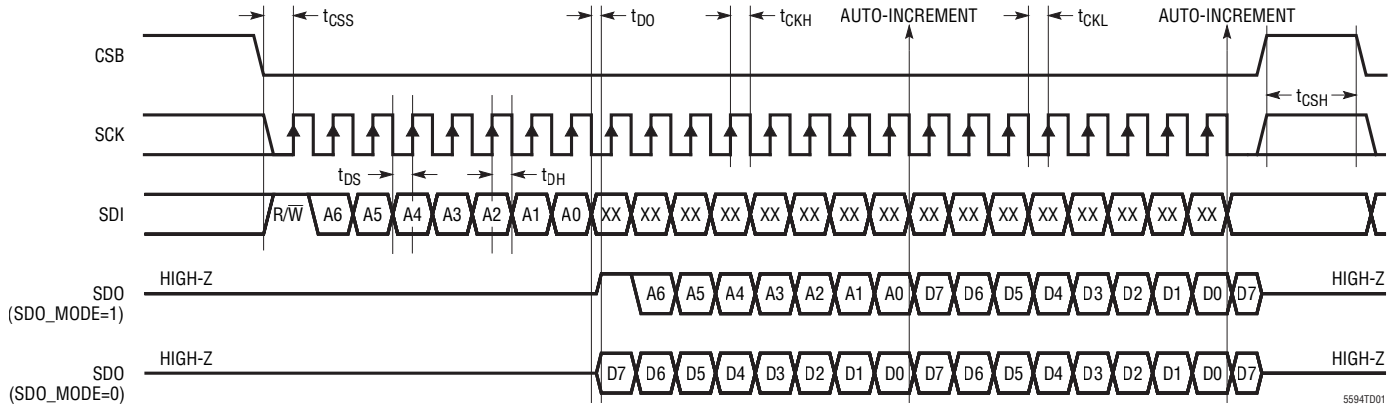 tCSS tDO tCKH AUTO-INCREMENT tCKL AUTO-INCREMENT
CSB
tCSH
SCK
tDS tDH
SDI R/W̅ A6 A5 A4 A3 A2 A1 A0 XX XX XX XX XX XX XX XX XX XX XX XX XX XX XX XX
HIGH-Z HIGH-Z
SDO A6 A5 A4 A3 A2 A1 A0 D7 D6 D5 D4 D3 D2 D1 D0 D7
(SDO_MODE=1)
HIGH-Z HIGH-Z
SDO D7 D6 D5 D4 D3 D2 D1 D0 D7 D6 D5 D4 D3 D2 D1 D0 D7
(SDO_MODE=0)
5594TD01